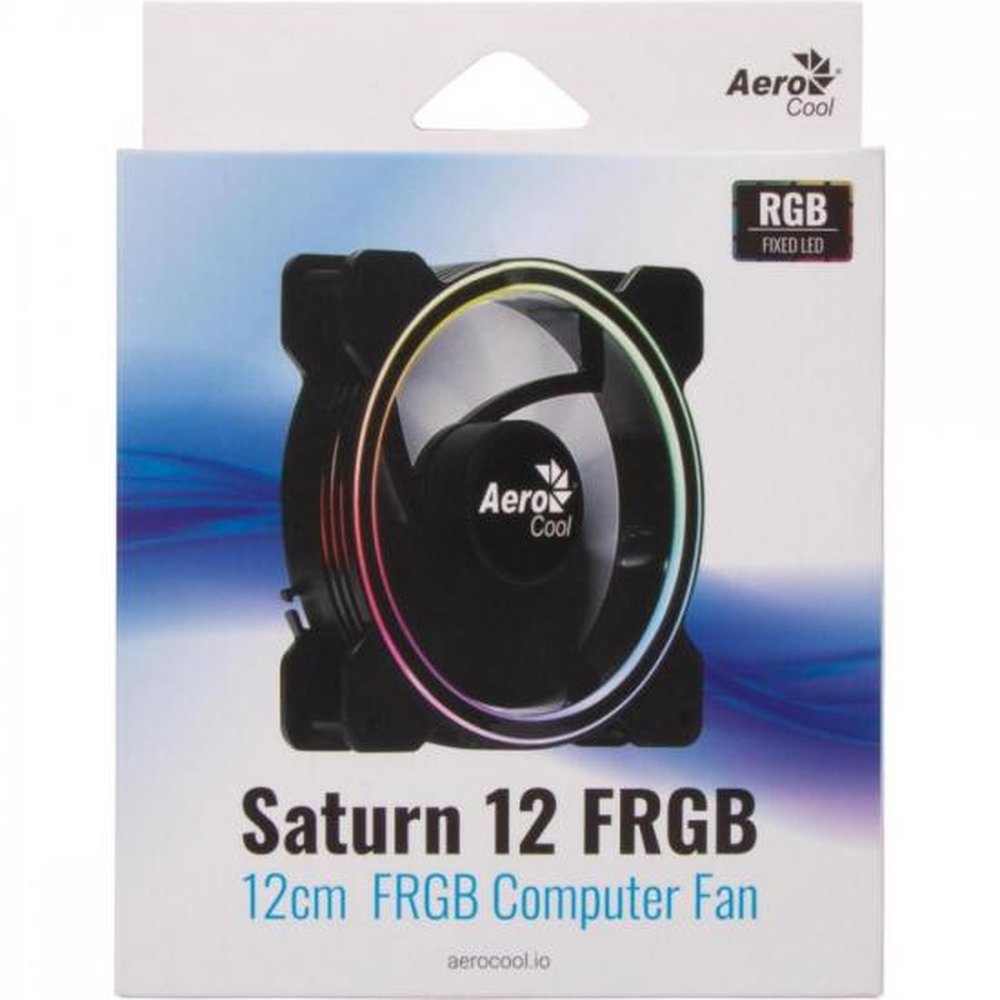 Aero
Cool
RGB
FIXED LED
Aero
Cool
Saturn 12 FRGB
12cm FRGB Computer Fan
aerocool.io